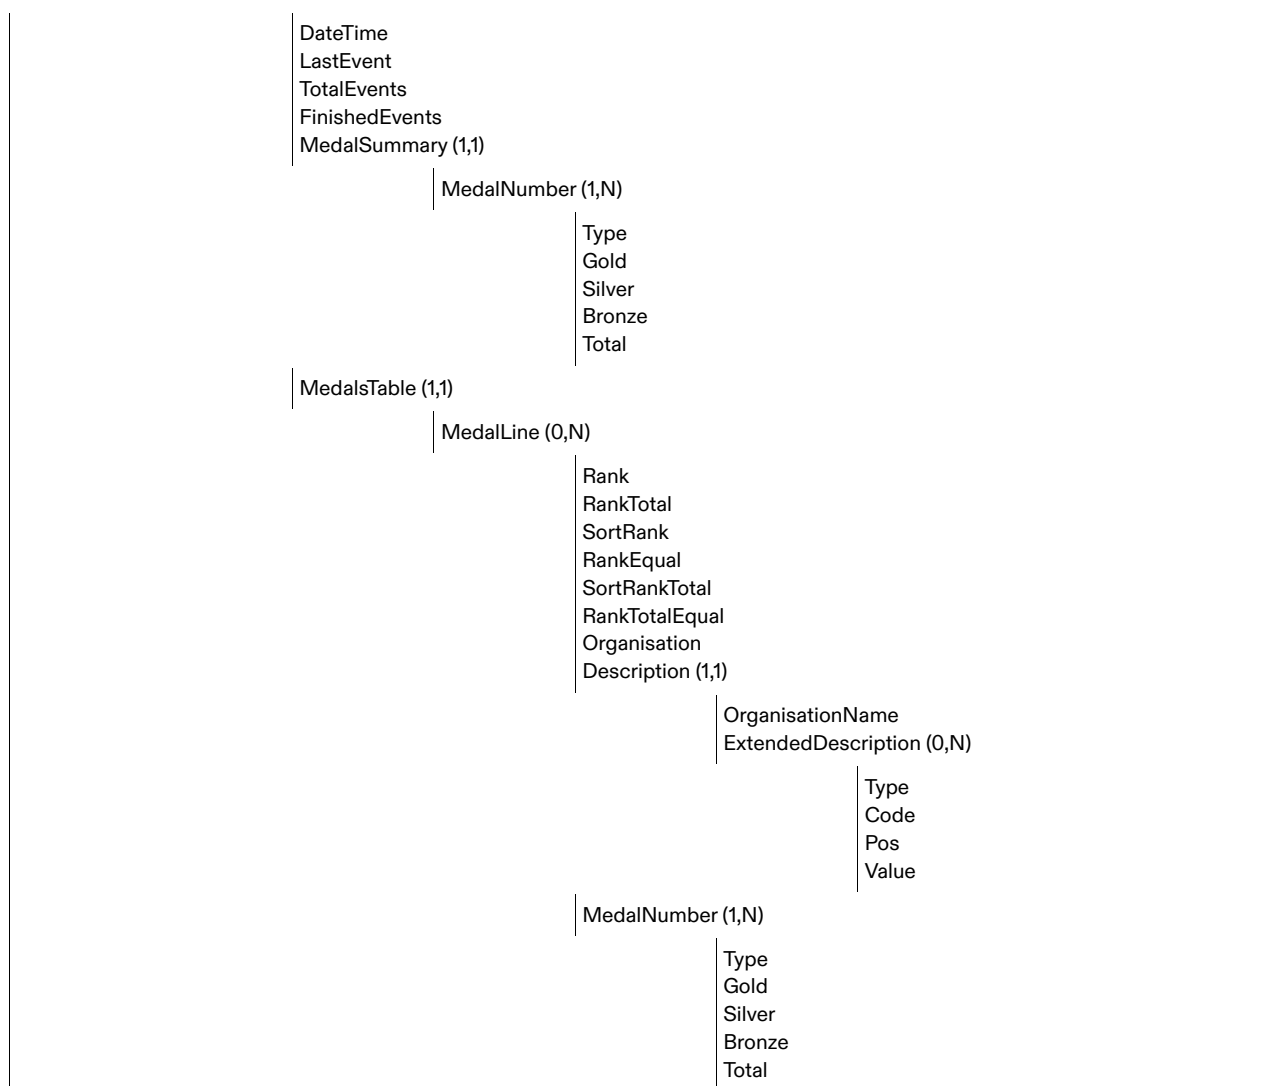 DateTime
LastEvent
TotalEvents
FinishedEvents
MedalSummary (1,1)
MedalNumber (1,N)
Type
Gold
Silver
Bronze
Total
MedalsTable (1,1)
MedalLine (0,N)
Rank
RankTotal
SortRank
RankEqual
SortRankTotal
RankTotalEqual
Organisation
Description (1,1)
OrganisationName
ExtendedDescription (0,N)
Type
Code
Pos
Value
MedalNumber (1,N)
Type
Gold
Silver
Bronze
Total